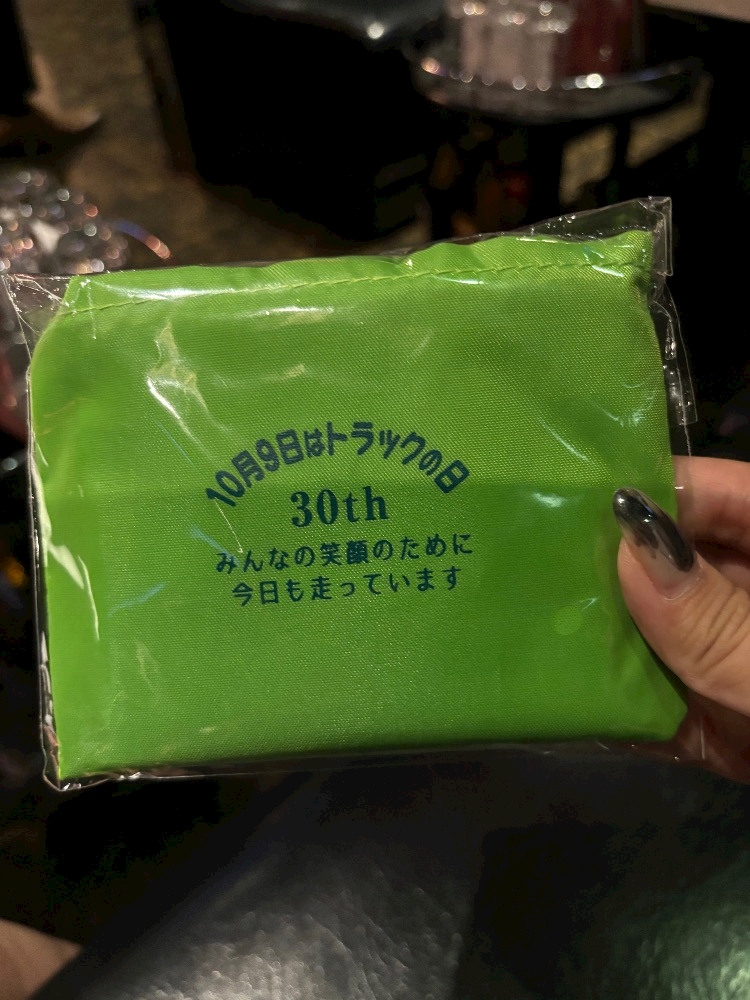 10月9日はトラックの日
30th
みんなの笑顔のために
今日も走っています